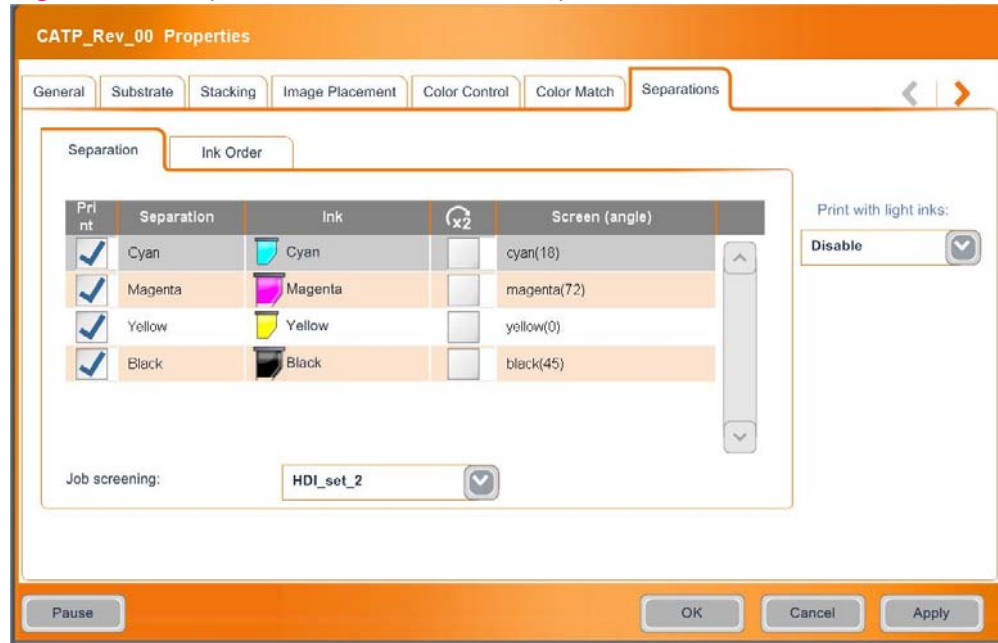 CATP_Rev_00 Properties
General Substrate Stacking Image Placement Color Control Color Match Separations
Separation Ink Order
Pri
nt Separation Ink x2 Screen (angle)
Cyan Cyan cyan(18)
Magenta Magenta magenta(72)
Yellow Yellow yellow(0)
Black Black black(45)
Print with light inks:
Disable
Job screening: HDI_set_2
Pause OK Cancel Apply